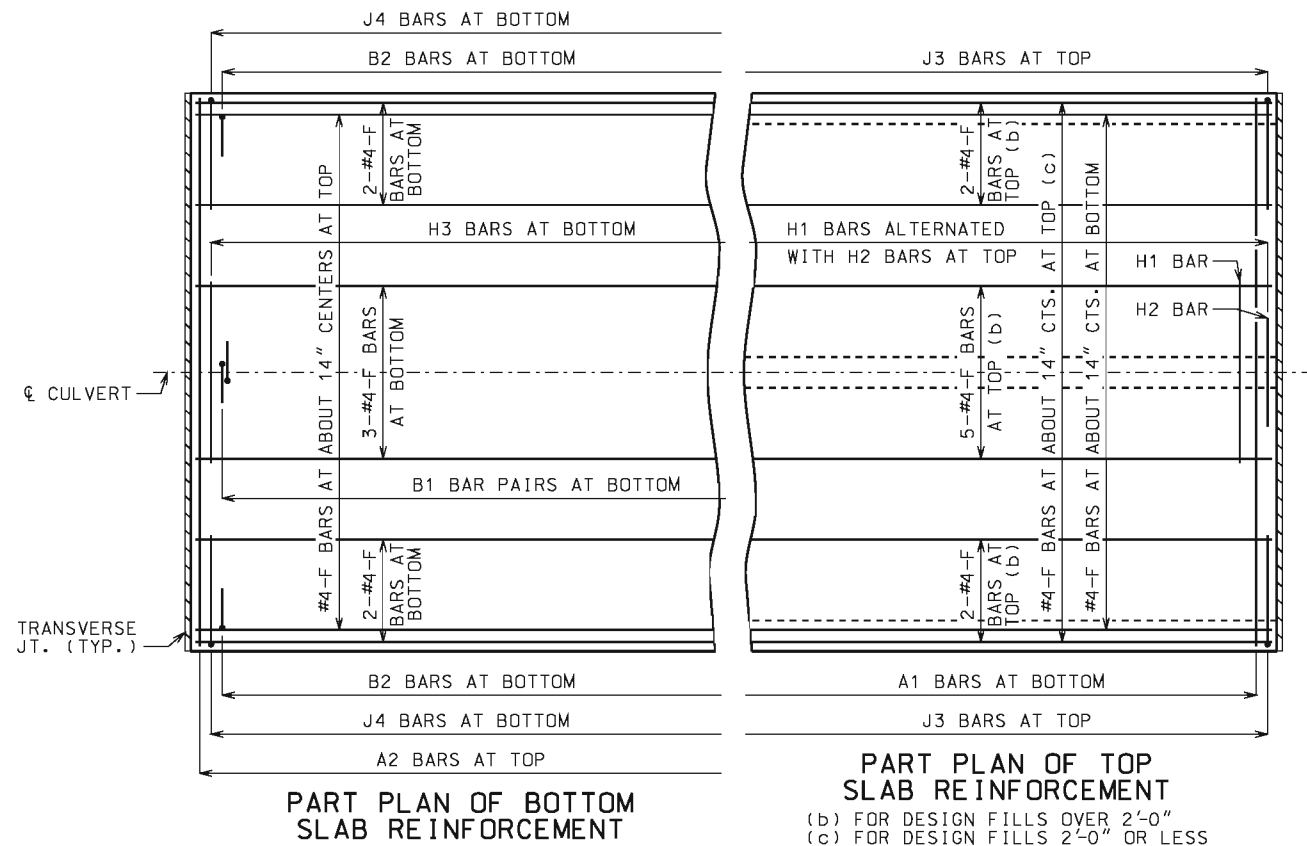 J4 BARS AT BOTTOM
B2 BARS AT BOTTOM
J3 BARS AT TOP
2-#4-F
BARS AT
BOTTOM
2-#4-F
BARS AT
TOP (b)
H3 BARS AT BOTTOM
H1 BARS ALTERNATED
WITH H2 BARS AT TOP
H1 BAR
H2 BAR
#4-F BARS AT ABOUT 14" CENTERS AT TOP
3-#4-F BARS
AT BOTTOM
5-#4-F BARS
AT TOP (b)
#4-F BARS AT ABOUT 14" CTS. AT TOP (c)
#4-F BARS AT ABOUT 14" CTS. AT BOTTOM
℄ CULVERT
B1 BAR PAIRS AT BOTTOM
2-#4-F
BARS AT
BOTTOM
2-#4-F
BARS AT
TOP (b)
TRANSVERSE
JT. (TYP.)
B2 BARS AT BOTTOM
A1 BARS AT BOTTOM
J4 BARS AT BOTTOM
J3 BARS AT TOP
A2 BARS AT TOP
PART PLAN OF BOTTOM
SLAB REINFORCEMENT
PART PLAN OF TOP
SLAB REINFORCEMENT
(b) FOR DESIGN FILLS OVER 2'-0"
(c) FOR DESIGN FILLS 2'-0" OR LESS